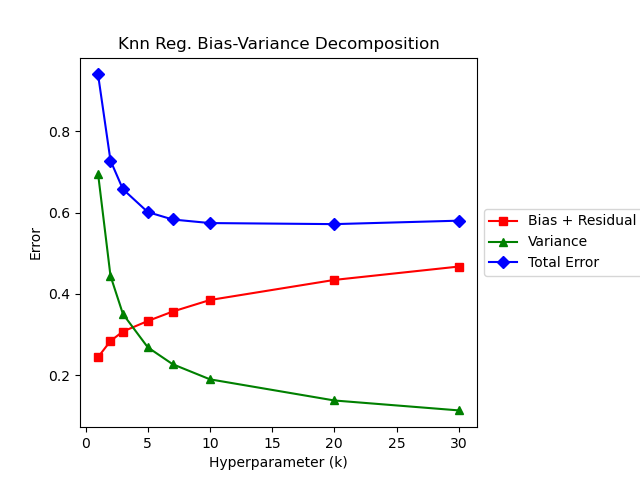 Knn Reg. Bias-Variance Decomposition
Error
0.8
0.6
0.4
0.2
0
5
10
15
20
25
30
Hyperparameter (k)
Bias + Residual
Variance
Total Error